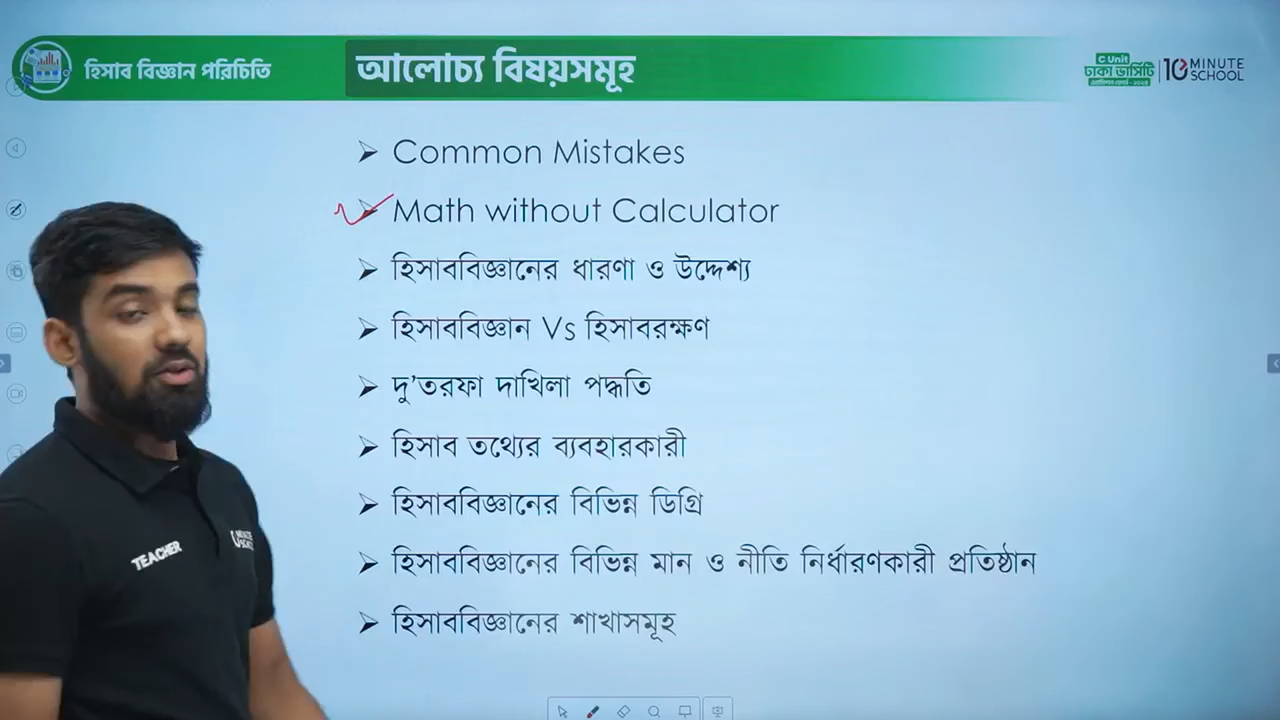 হিসাব বিজ্ঞান পরিচিতি
আলোচ্য বিষয়সমূহ
C Unit
ঢাকা ভার্সিটি
10 MINUTE SCHOOL
Common Mistakes
Math without Calculator
হিসাববিজ্ঞানের ধারণা ও উদ্দেশ্য
হিসাববিজ্ঞান Vs হিসাবরক্ষণ
দু'তরফা দাখিলা পদ্ধতি
হিসাব তথ্যের ব্যবহারকারী
হিসাববিজ্ঞানের বিভিন্ন ডিগ্রি
হিসাববিজ্ঞানের বিভিন্ন মান ও নীতি নির্ধারণকারী প্রতিষ্ঠান
হিসাববিজ্ঞানের শাখাসমূহ
TEACHER